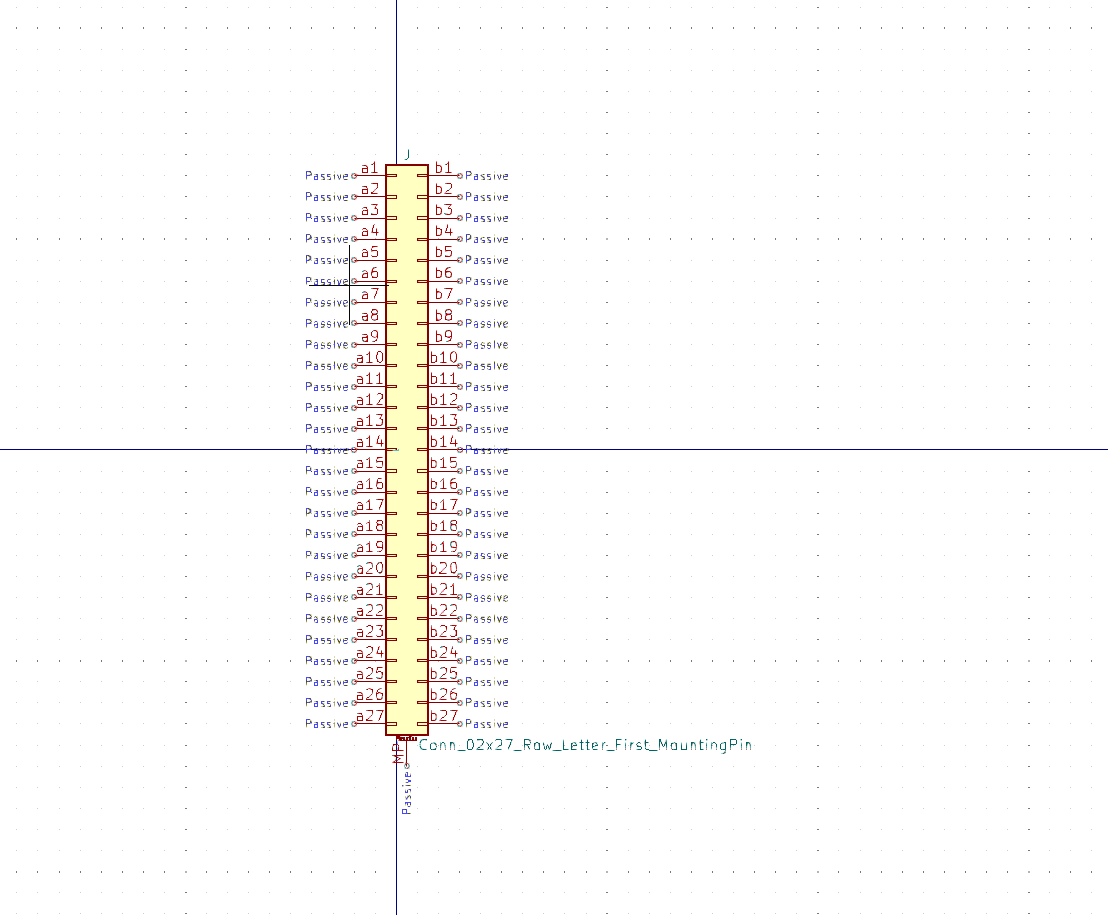 J
Passive a1 b1 Passive
Passive a2 b2 Passive
Passive a3 b3 Passive
Passive a4 b4 Passive
Passive a5 b5 Passive
Passive a6 b6 Passive
Passive a7 b7 Passive
Passive a8 b8 Passive
Passive a9 b9 Passive
Passive a10 b10 Passive
Passive a11 b11 Passive
Passive a12 b12 Passive
Passive a13 b13 Passive
Passive a14 b14 Passive
Passive a15 b15 Passive
Passive a16 b16 Passive
Passive a17 b17 Passive
Passive a18 b18 Passive
Passive a19 b19 Passive
Passive a20 b20 Passive
Passive a21 b21 Passive
Passive a22 b22 Passive
Passive a23 b23 Passive
Passive a24 b24 Passive
Passive a25 b25 Passive
Passive a26 b26 Passive
Passive a27 b27 Passive
MP Conn_02x27_Row_Letter_First_MountingPin
Passive